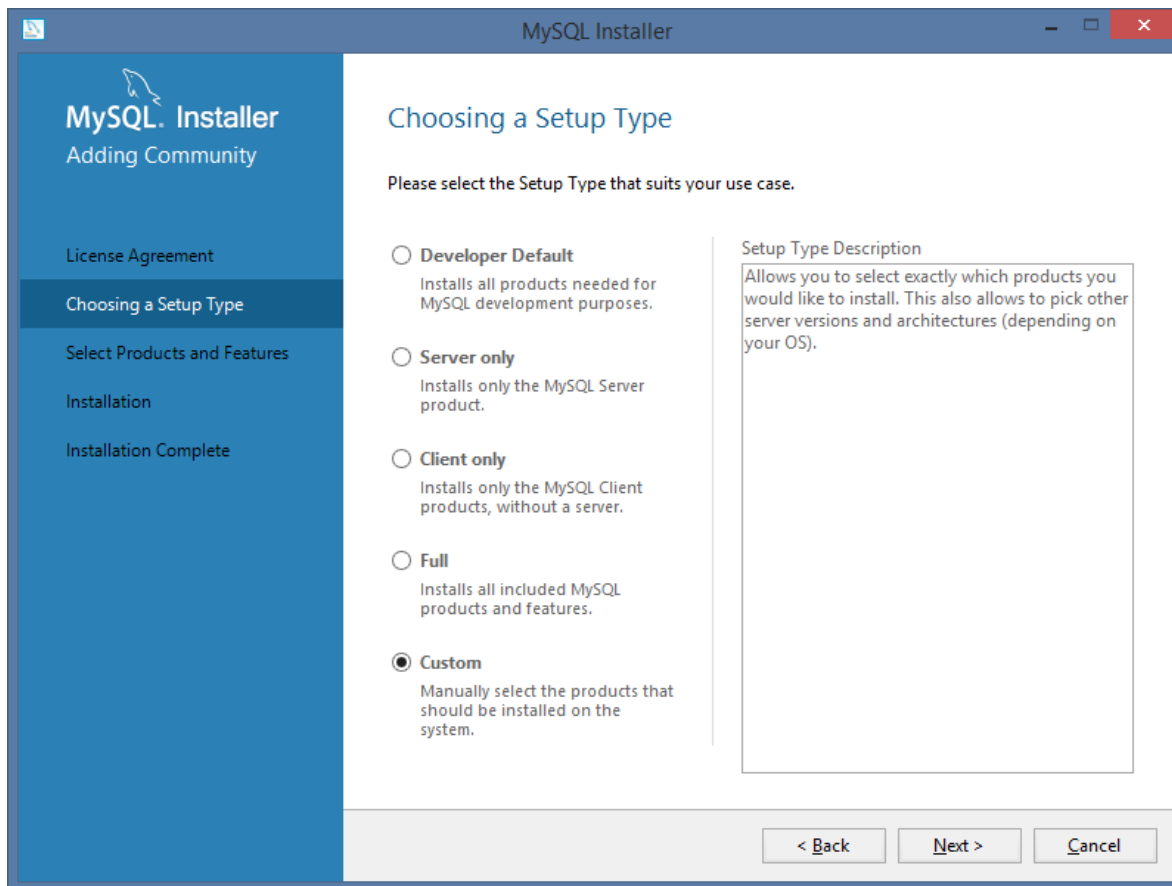 MySQL Installer
MySQL. Installer
Adding Community
License Agreement
Choosing a Setup Type
Select Products and Features
Installation
Installation Complete
Choosing a Setup Type
Please select the Setup Type that suits your use case.
Developer Default
Installs all products needed for
MySQL development purposes.
Server only
Installs only the MySQL Server
product.
Client only
Installs only the MySQL Client
products, without a server.
Full
Installs all included MySQL
products and features.
Custom
Manually select the products that
should be installed on the
system.
Setup Type Description
Allows you to select exactly which products you
would like to install. This also allows to pick other
server versions and architectures (depending on
your OS).
< Back
Next >
Cancel